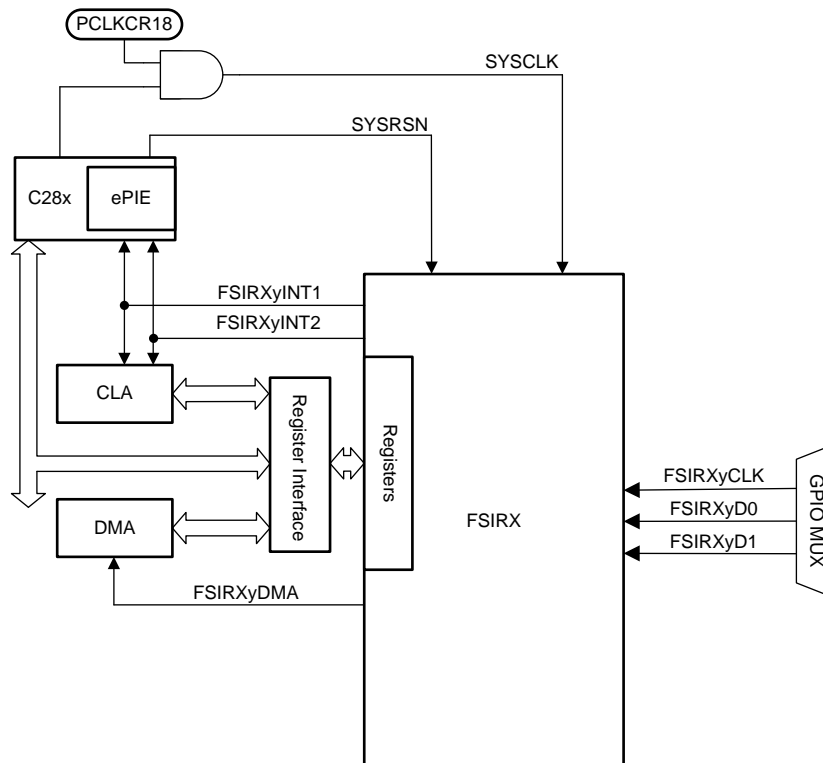 PCLKCR18
SYSCLK
SYSRSN
C28x
ePIE
FSIRXyINT1
FSIRXyINT2
CLA
Register Interface
Registers
FSIRXyCLK
FSIRXyD0
FSIRXyD1
GPIO MUX
FSIRX
DMA
FSIRXyDMA